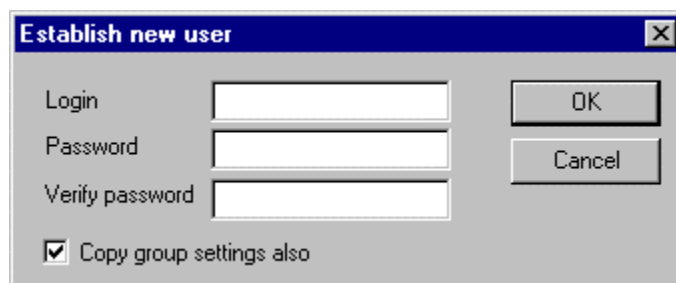 Establish new user
Login
OK
Password
Cancel
Verify password
Copy group settings also